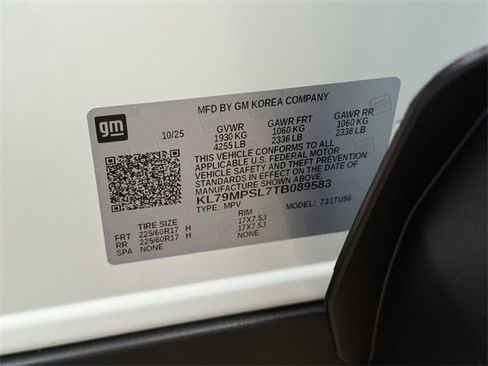 MFD BY GM KOREA COMPANY
gm
10/25 GVWR GAWR FRT GAWR RR
1930 KG 1060 KG 1060 KG
4255 LB 2336 LB 2336 LB
THIS VEHICLE CONFORMS TO ALL
APPLICABLE U.S. FEDERAL MOTOR
VEHICLE SAFETY AND THEFT PREVENTION
STANDARDS IN EFFECT ON THE DATE OF
MANUFACTURE SHOWN ABOVE.
KL79MPSL7TB089583
TYPE: MPV MODEL: 731TU56
TIRE SIZE RIM
FRT 225/60R17 H 17X7.5J
RR 225/60R17 H 17X7.5J
SPA NONE NONE